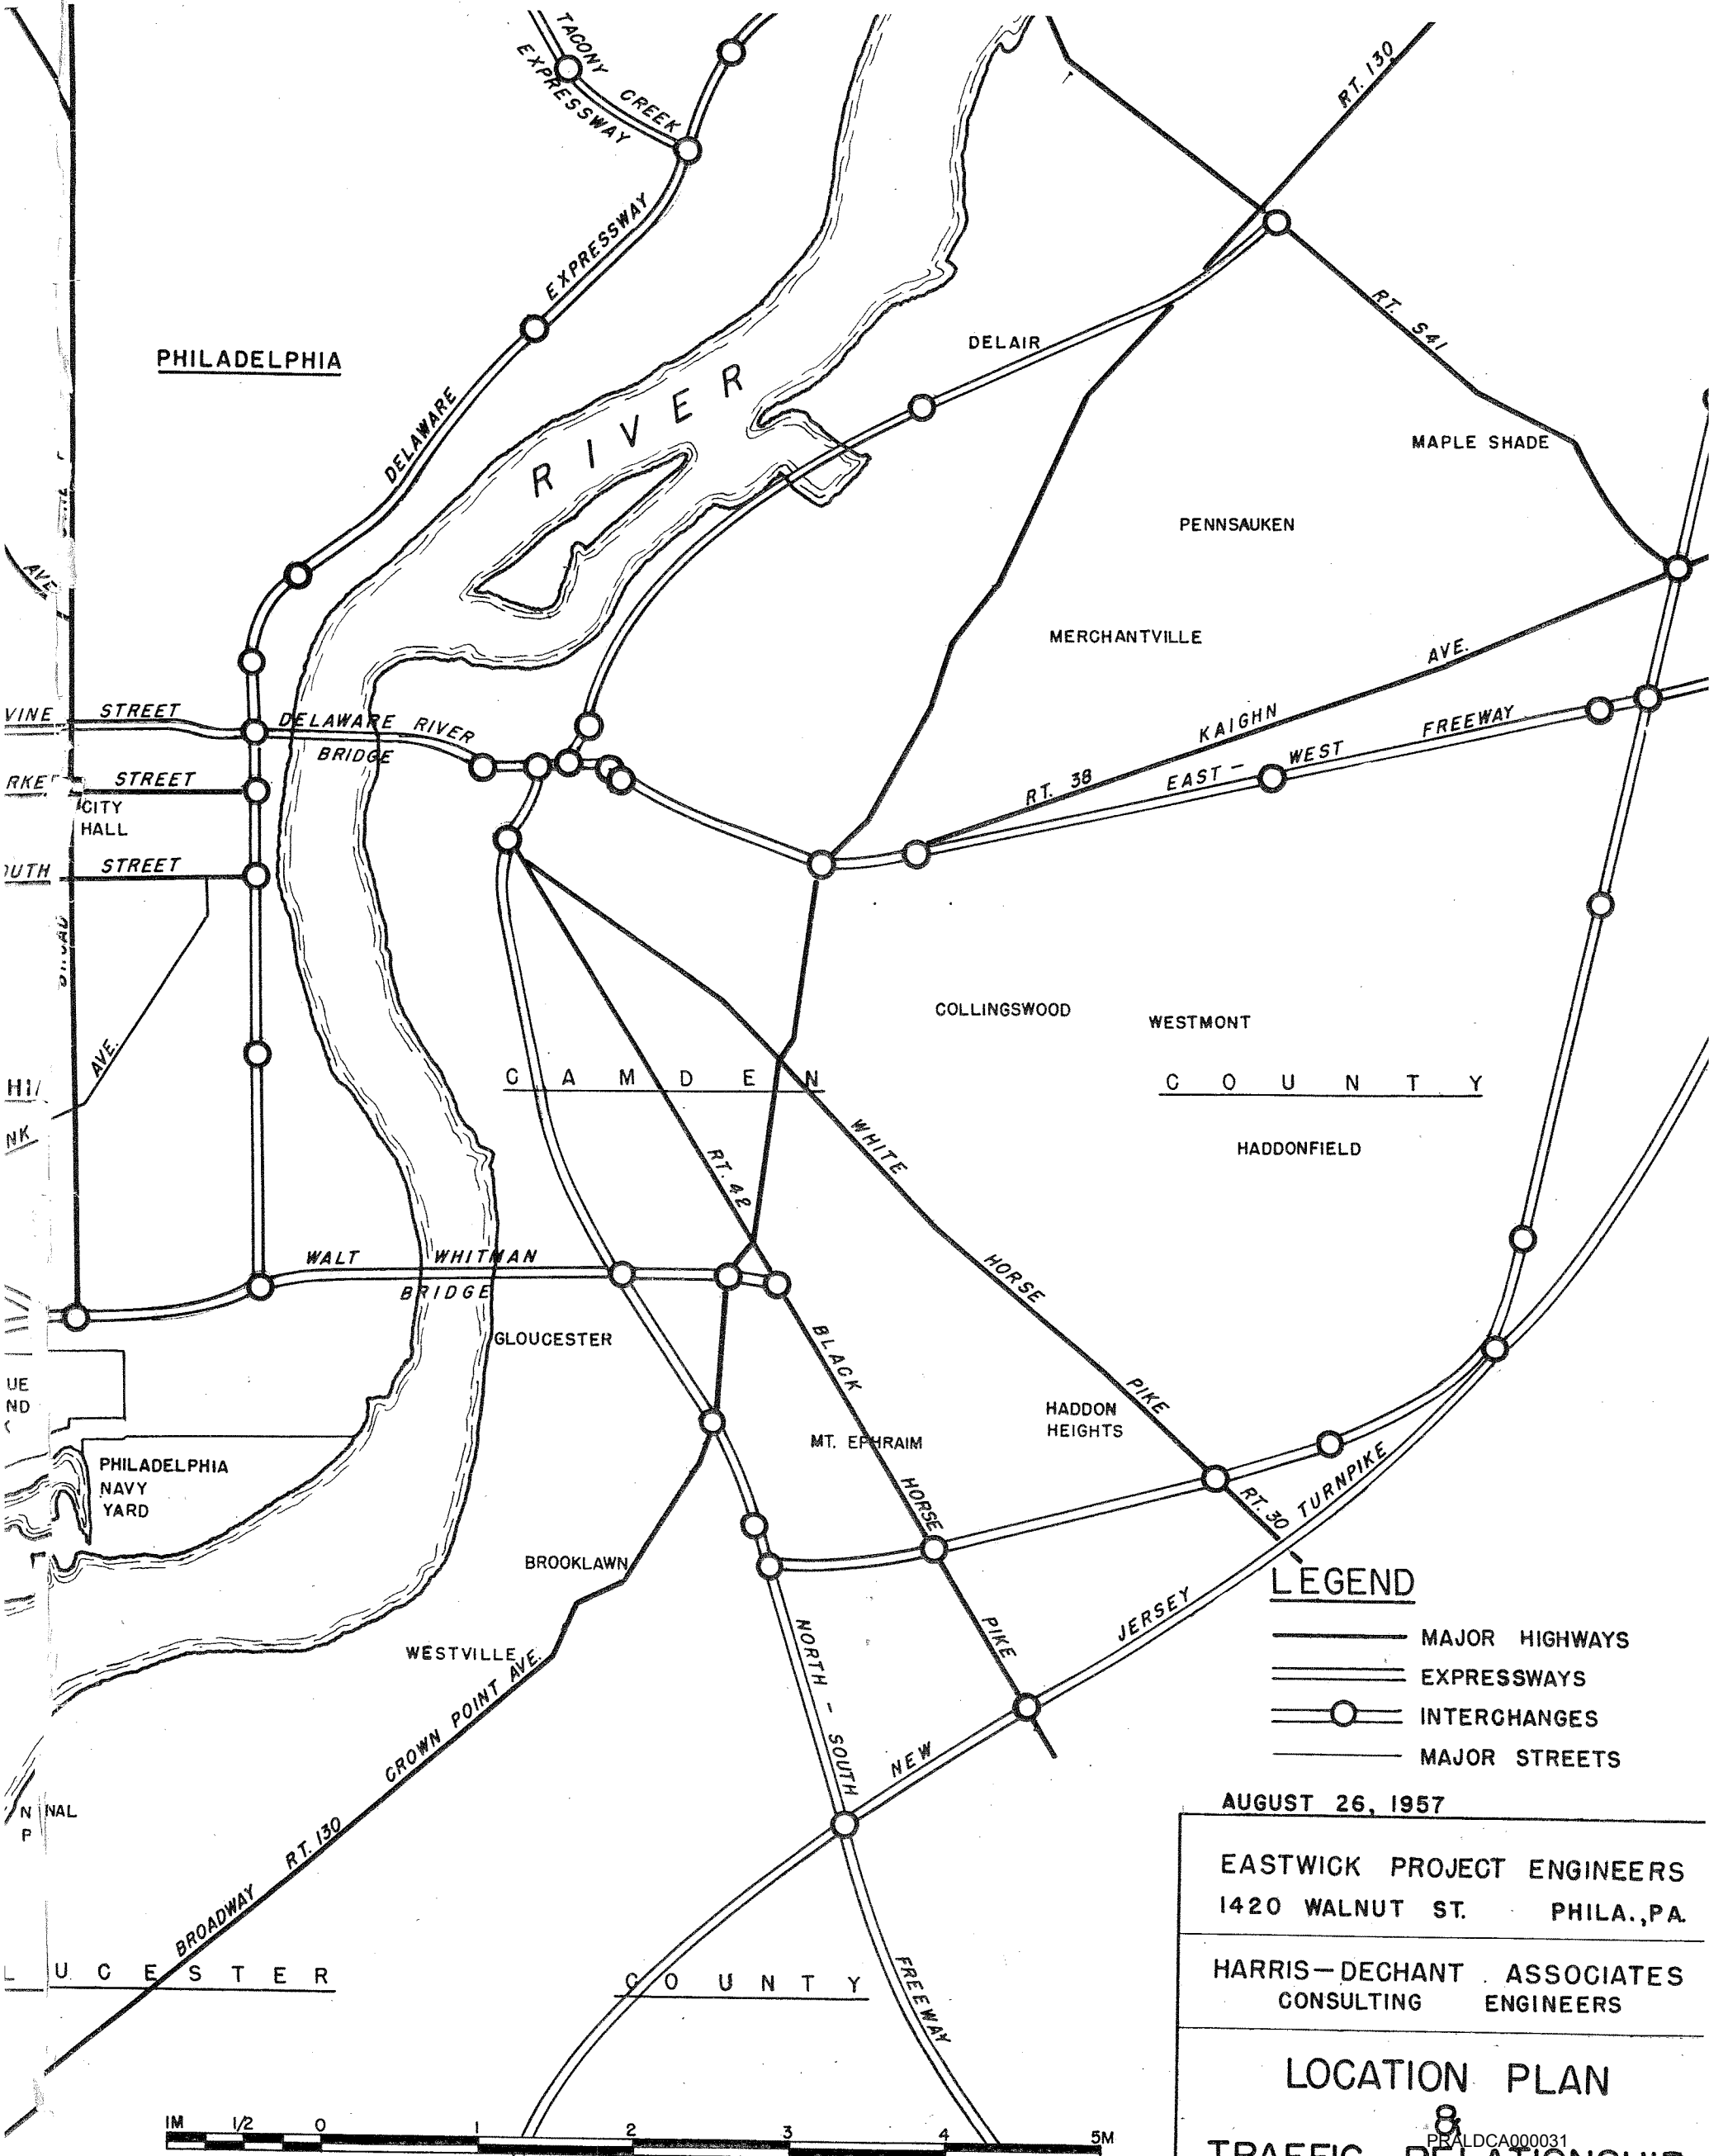 TACONY
CREEK
EXPRESSWAY
RT. 130
EXPRESSWAY
DELAWARE
PHILADELPHIA
RIVER
DELAIR
RT. S41
MAPLE SHADE
PENNSAUKEN
AVE
MERCHANTVILLE
KAIGHN AVE.
VINE STREET
DELAWARE RIVER
BRIDGE
RT. 38
EAST - WEST FREEWAY
STREET
CITY
HALL
STREET
AVE.
COLLINGSWOOD
WESTMONT
CAMDEN
COUNTY
HADDONFIELD
WHITE HORSE PIKE
RT. 30
RT. 42
BLACK HORSE PIKE
WALT WHITMAN
BRIDGE
GLOUCESTER
HADDON
HEIGHTS
MT. EPHRAIM
PHILADELPHIA
NAVY
YARD
BROOKLAWN
WESTVILLE
NEW JERSEY TURNPIKE
NORTH - SOUTH FREEWAY
BROADWAY RT. 130 CROWN POINT AVE.
UCESTER
COUNTY
LEGEND
MAJOR HIGHWAYS
EXPRESSWAYS
INTERCHANGES
MAJOR STREETS
AUGUST 26, 1957
EASTWICK PROJECT ENGINEERS
1420 WALNUT ST. PHILA., PA.
HARRIS-DECHANT ASSOCIATES
CONSULTING ENGINEERS
LOCATION PLAN
&
TRAFFIC RELATIONSHIP
PRALDCA000031
1M 1/2 0 1 2 3 4 5M